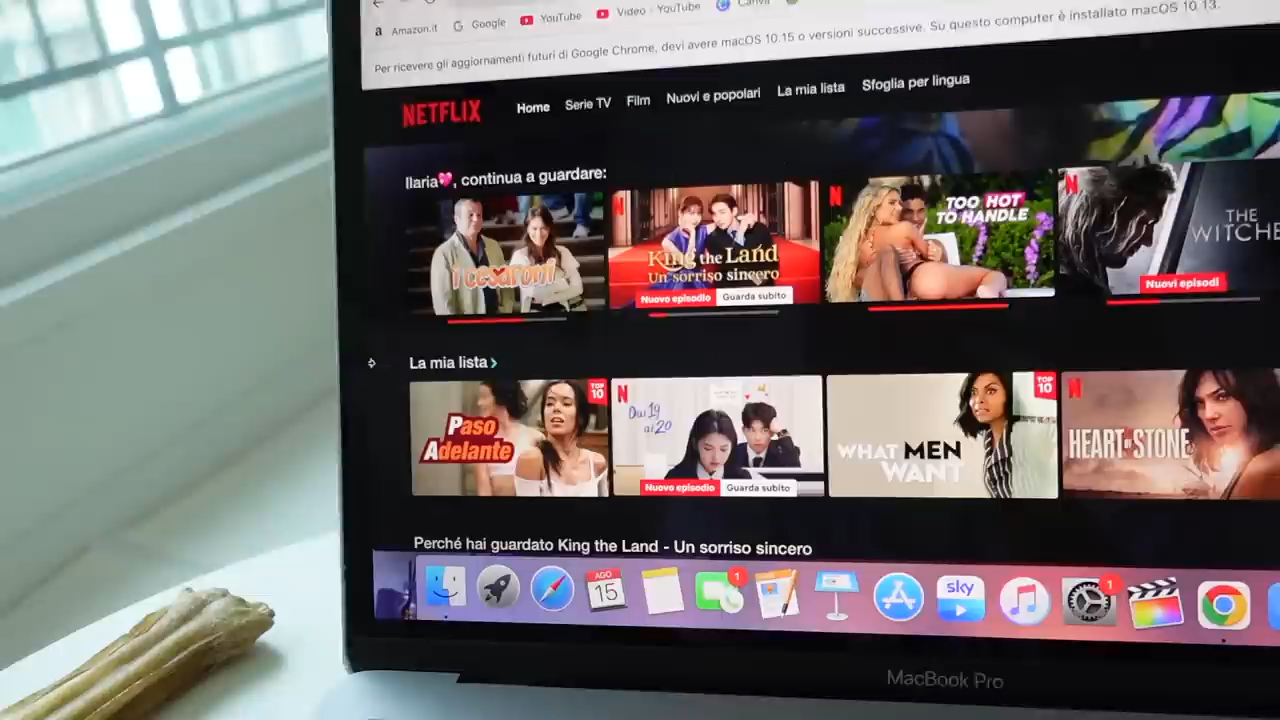 Amazon.it Google YouTube Video - YouTube Canva
Per ricevere gli aggiornamenti futuri di Google Chrome, devi avere macOS 10.15 o versioni successive. Su questo computer è installato macOS 10.13.
NETFLIX Home Serie TV Film Nuovi e popolari La mia lista Sfoglia per lingua
Ilaria💖, continua a guardare:
I Cesaroni
N
King the Land
Un sorriso sincero
Nuovo episodio Guarda subito
N
TOO HOT
TO HANDLE
N
THE
WITCHE
Nuovi episodi
La mia lista >
Paso
Adelante
TOP
10
N
Dai 19
ai 20
Nuovo episodio Guarda subito
WHAT MEN
WANT
TOP
10
N
HEART OF STONE
Perché hai guardato King the Land - Un sorriso sincero
AGO
15
1
sky
1
MacBook Pro